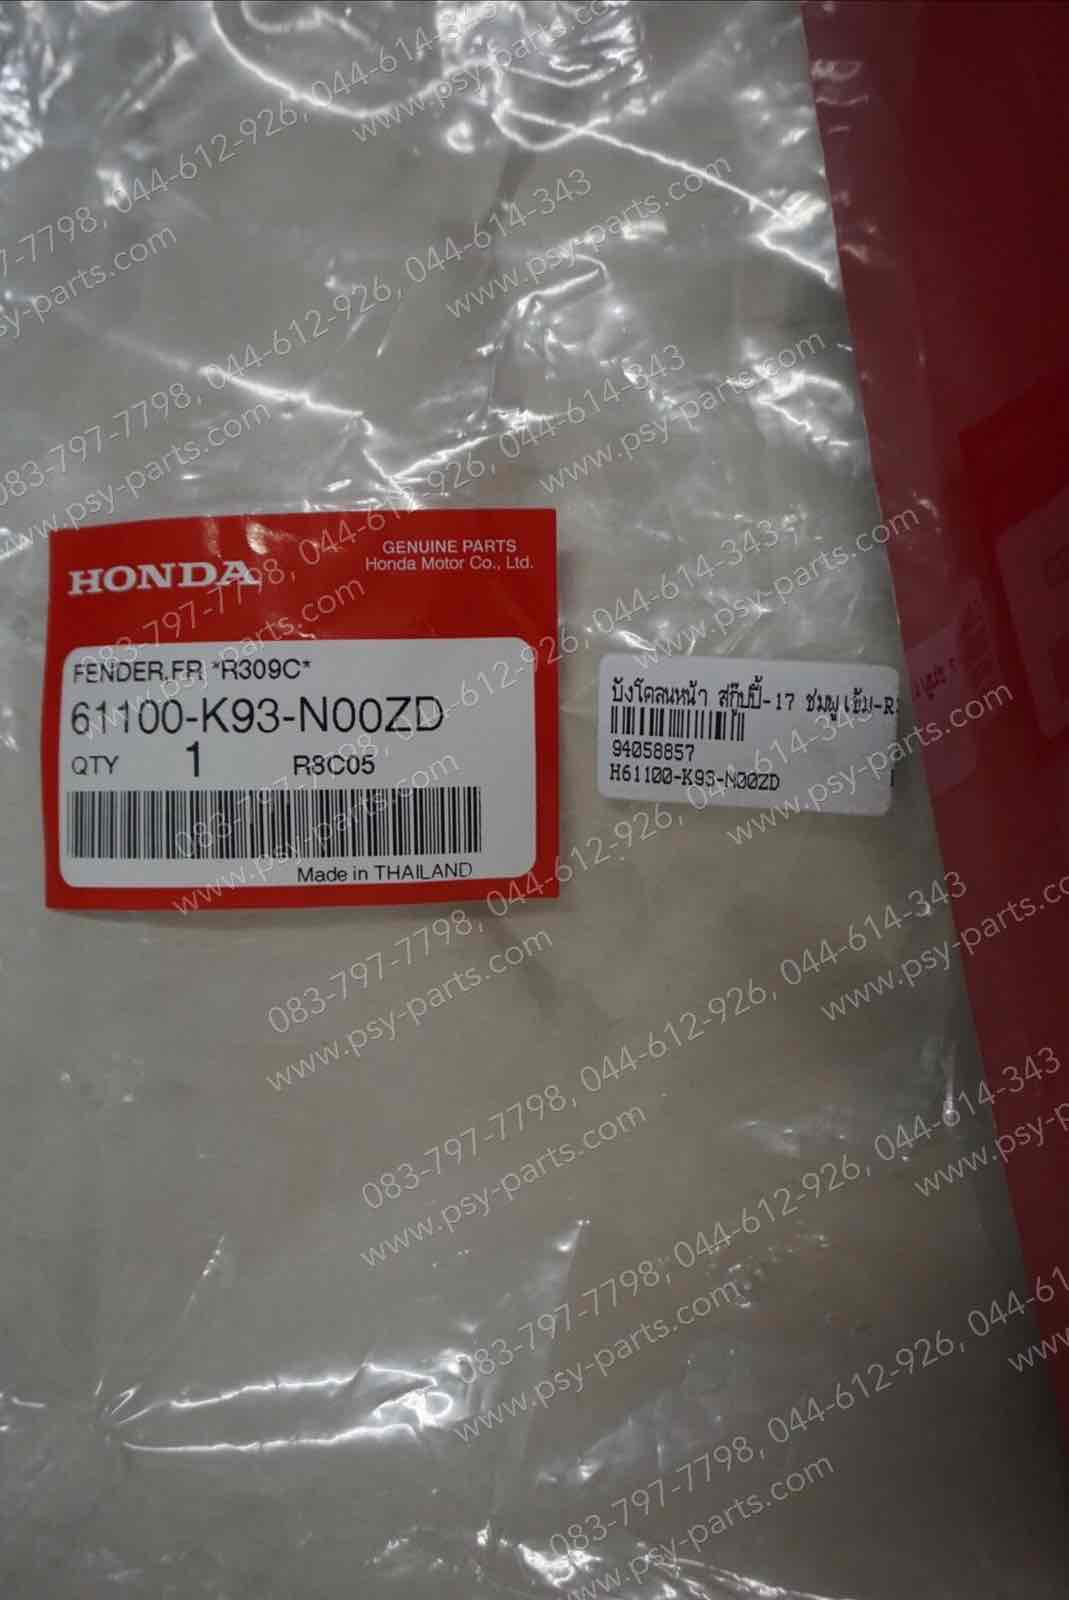 HONDA
GENUINE PARTS
Honda Motor Co., Ltd.
FENDER,FR *R309C*
61100-K93-N00ZD
QTY 1 R8C05
Made in THAILAND
บังโคลนหน้า สกู๊ปปี้-17 ชมพูเข้ม-R
94058857
H61100-K93-N00ZD
083-797-7798, 044-612-926, 044-614-343
www.psy-parts.com